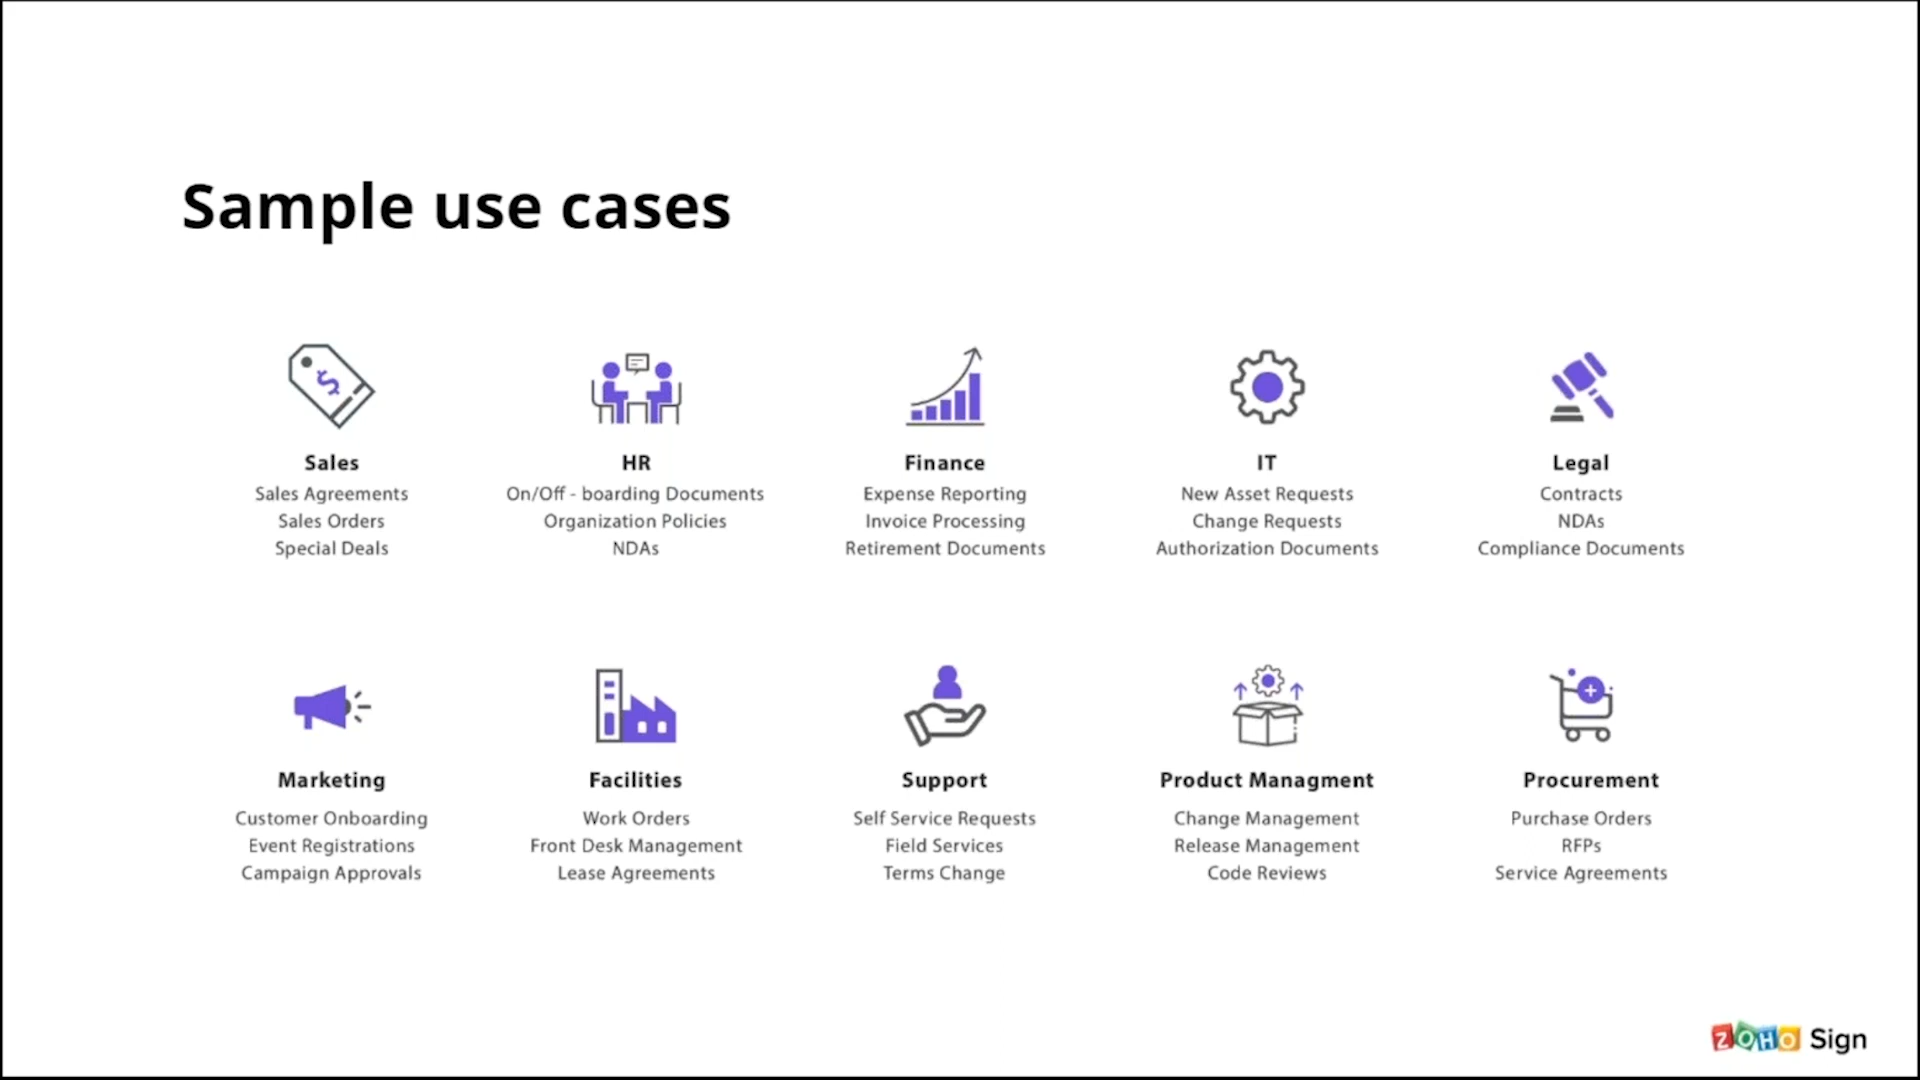 Sample use cases
$
Sales
Sales Agreements
Sales Orders
Special Deals
HR
On/Off - boarding Documents
Organization Policies
NDAs
Finance
Expense Reporting
Invoice Processing
Retirement Documents
IT
New Asset Requests
Change Requests
Authorization Documents
Legal
Contracts
NDAs
Compliance Documents
Marketing
Customer Onboarding
Event Registrations
Campaign Approvals
Facilities
Work Orders
Front Desk Management
Lease Agreements
Support
Self Service Requests
Field Services
Terms Change
Product Managment
Change Management
Release Management
Code Reviews
Procurement
Purchase Orders
RFPs
Service Agreements
ZOHO Sign